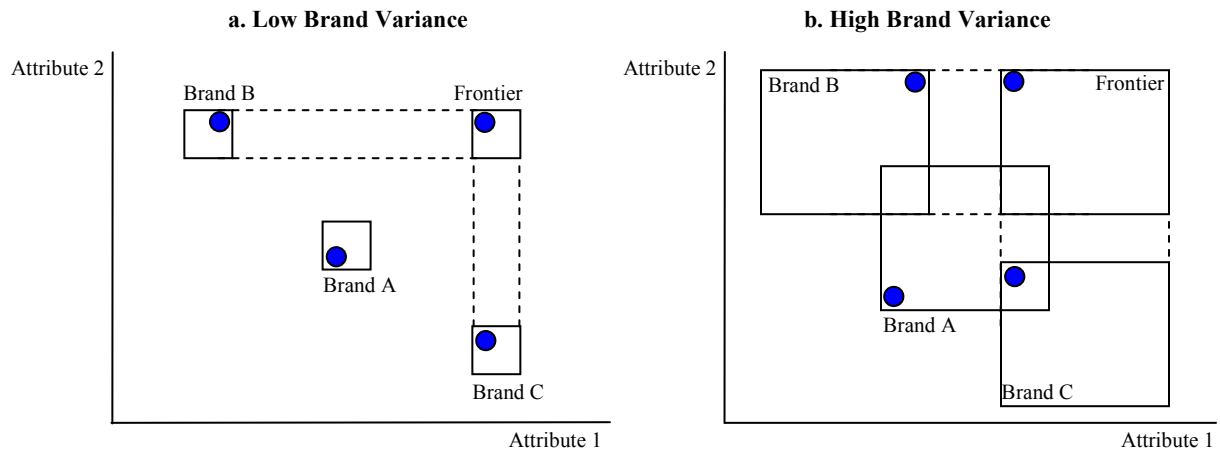 a. Low Brand Variance
Attribute 2
Brand B
Frontier
Brand A
Brand C
Attribute 1
b. High Brand Variance
Attribute 2
Brand B
Frontier
Brand A
Brand C
Attribute 1